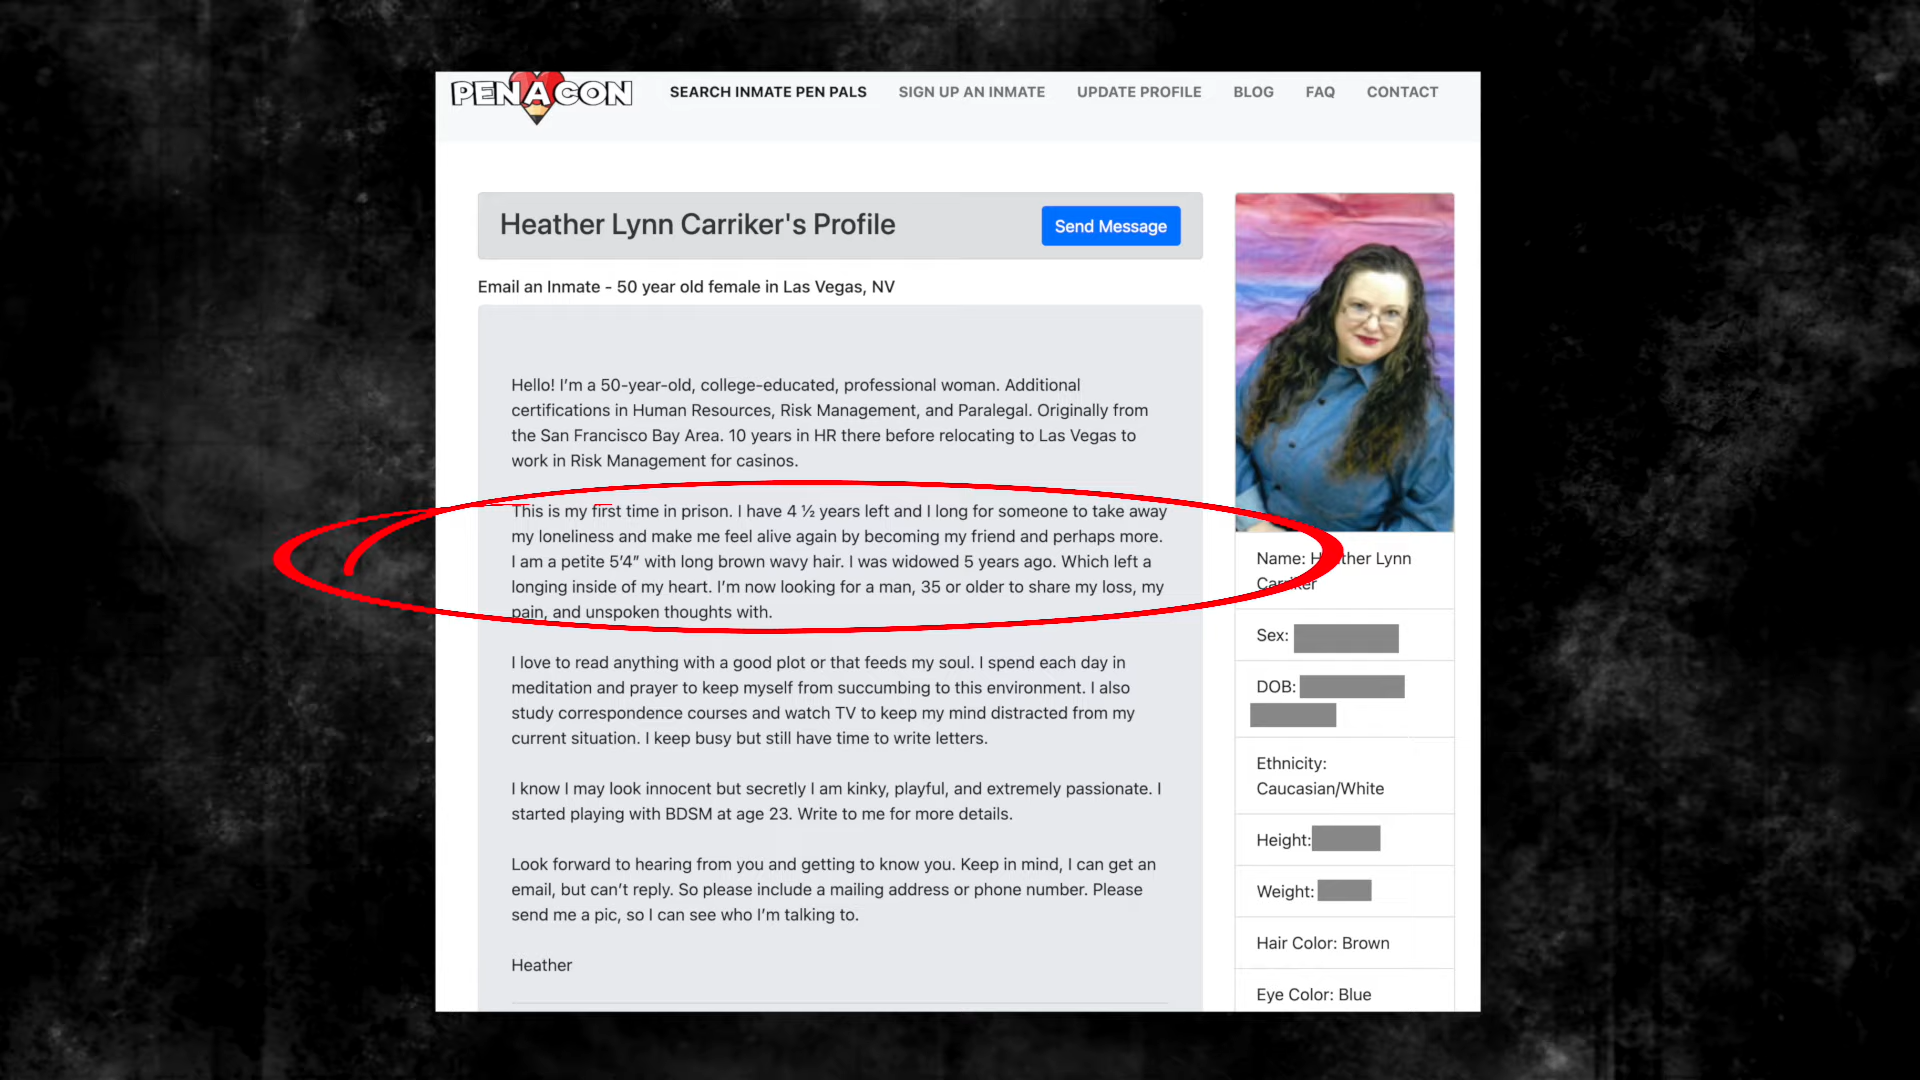 PENACON
SEARCH INMATE PEN PALS
SIGN UP AN INMATE
UPDATE PROFILE
BLOG
FAQ
CONTACT
Heather Lynn Carriker's Profile
Send Message
Email an Inmate - 50 year old female in Las Vegas, NV
Hello! I’m a 50-year-old, college-educated, professional woman. Additional
certifications in Human Resources, Risk Management, and Paralegal. Originally from
the San Francisco Bay Area. 10 years in HR there before relocating to Las Vegas to
work in Risk Management for casinos.
This is my first time in prison. I have 4 ½ years left and I long for someone to take away
my loneliness and make me feel alive again by becoming my friend and perhaps more.
I am a petite 5’4” with long brown wavy hair. I was widowed 5 years ago. Which left a
longing inside of my heart. I’m now looking for a man, 35 or older to share my loss, my
pain, and unspoken thoughts with.
I love to read anything with a good plot or that feeds my soul. I spend each day in
meditation and prayer to keep myself from succumbing to this environment. I also
study correspondence courses and watch TV to keep my mind distracted from my
current situation. I keep busy but still have time to write letters.
I know I may look innocent but secretly I am kinky, playful, and extremely passionate. I
started playing with BDSM at age 23. Write to me for more details.
Look forward to hearing from you and getting to know you. Keep in mind, I can get an
email, but can’t reply. So please include a mailing address or phone number. Please
send me a pic, so I can see who I’m talking to.
Heather
Name: Heather Lynn
Carriker
Sex:
DOB:
Ethnicity:
Caucasian/White
Height:
Weight:
Hair Color: Brown
Eye Color: Blue